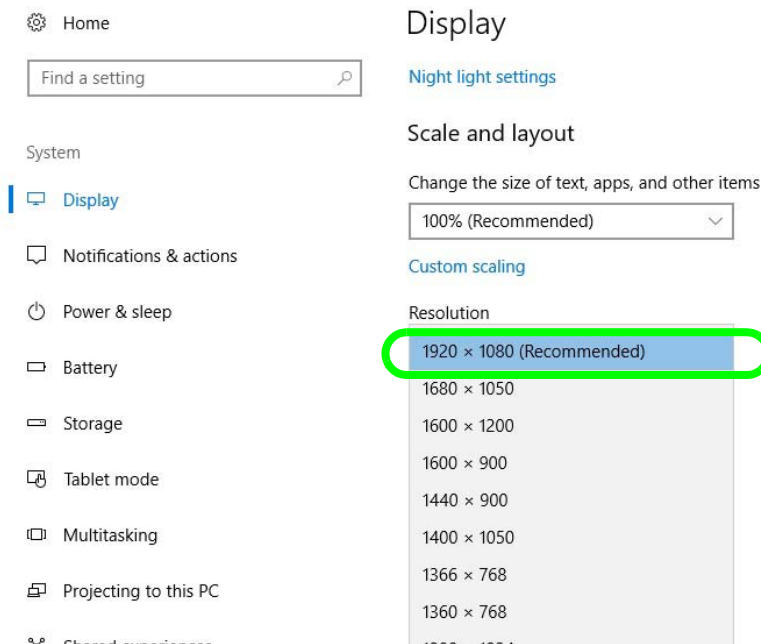 Home
Find a setting
System
Display
Notifications & actions
Power & sleep
Battery
Storage
Tablet mode
Multitasking
Projecting to this PC
Display
Night light settings
Scale and layout
Change the size of text, apps, and other items
100% (Recommended)
Custom scaling
Resolution
1920 × 1080 (Recommended)
1680 × 1050
1600 × 1200
1600 × 900
1440 × 900
1400 × 1050
1366 × 768
1360 × 768